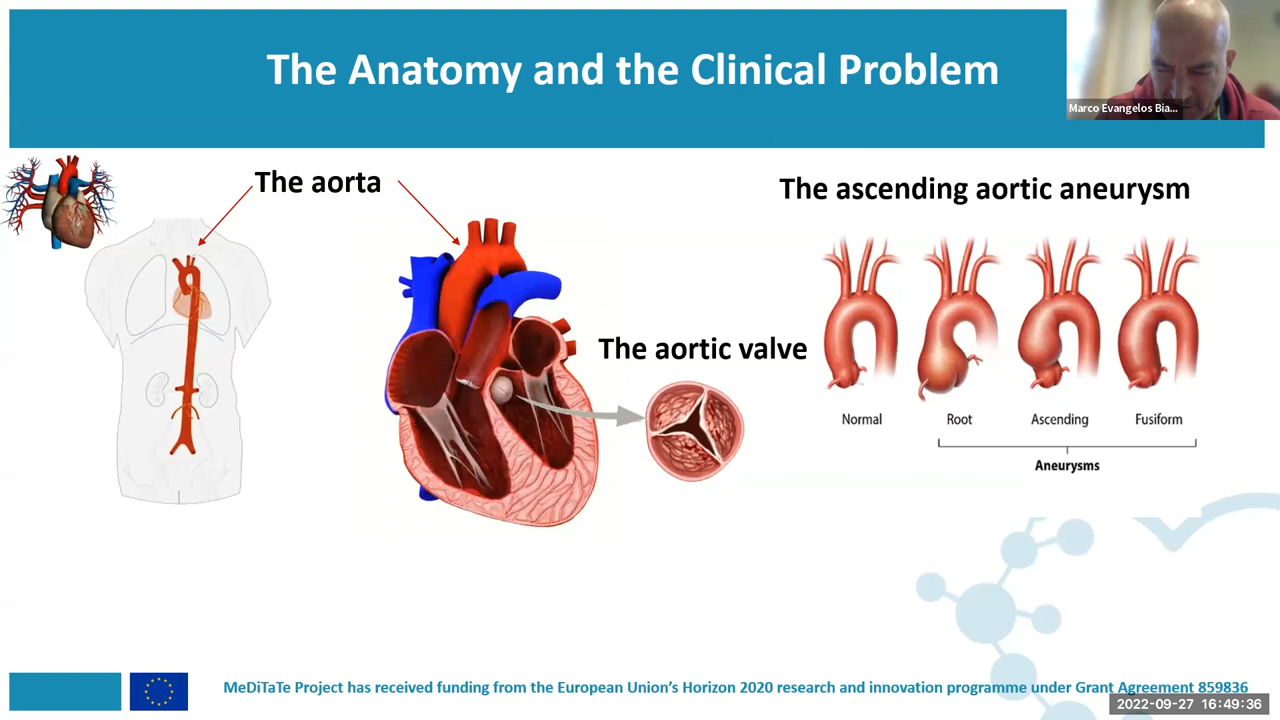 The Anatomy and the Clinical Problem
Marco Evangelos Bia...
The aorta
The ascending aortic aneurysm
The aortic valve
Normal
Root
Ascending
Fusiform
Aneurysms
MeDiTaTe Project has received funding from the European Union's Horizon 2020 research and innovation programme under Grant Agreement 859836
2022-09-27 16:49:36